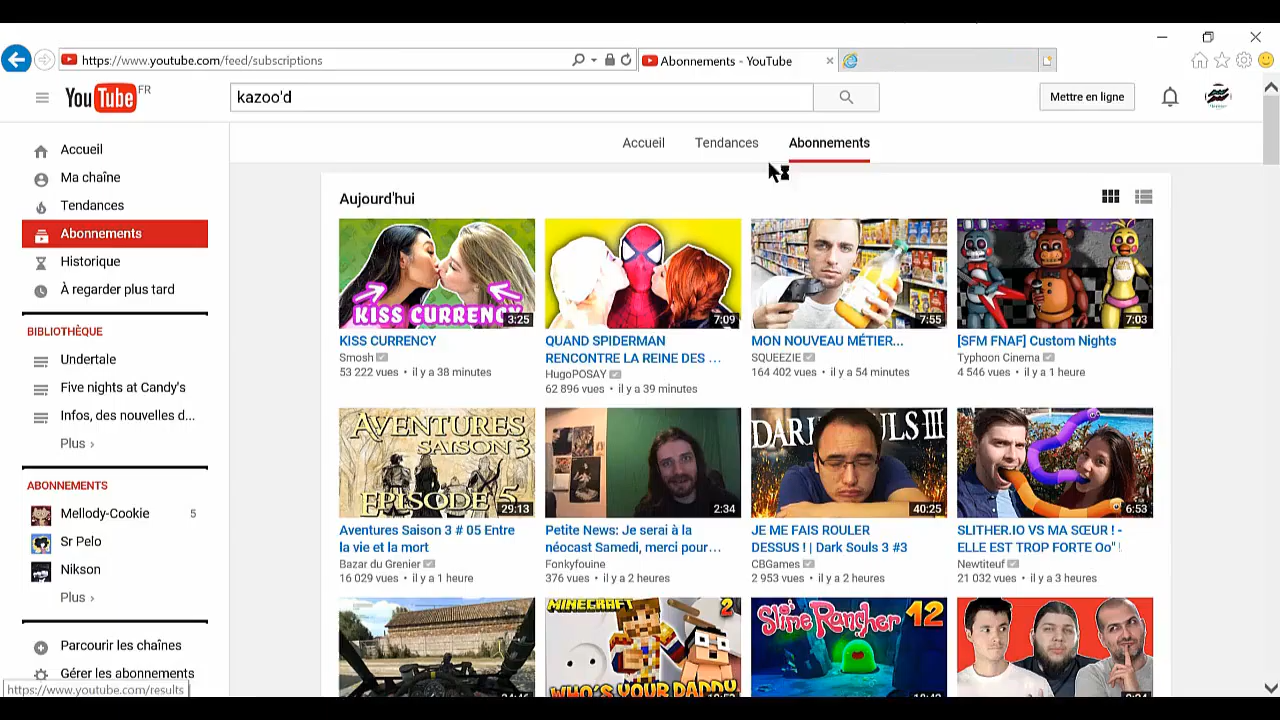 https://www.youtube.com/feed/subscriptions
Abonnements - YouTube
YouTube FR
kazoo'd
Mettre en ligne
Accueil
Ma chaîne
Tendances
Abonnements
Historique
À regarder plus tard
BIBLIOTHÈQUE
Undertale
Five nights at Candy's
Infos, des nouvelles d...
Plus ›
ABONNEMENTS
Mellody-Cookie 5
Sr Pelo
Nikson
Plus ›
Parcourir les chaînes
Gérer les abonnements
https://www.youtube.com/results
Accueil Tendances Abonnements
Aujourd'hui
KISS CURRENCY
3:25
KISS CURRENCY
Smosh
53 222 vues • il y a 38 minutes
7:09
QUAND SPIDERMAN
RENCONTRE LA REINE DES ...
HugoPOSAY
62 896 vues • il y a 39 minutes
7:55
MON NOUVEAU MÉTIER...
SQUEEZIE
164 402 vues • il y a 54 minutes
7:03
[SFM FNAF] Custom Nights
Typhoon Cinema
4 546 vues • il y a 1 heure
AVENTURES
SAISON 3
EPISODE 5
29:13
Aventures Saison 3 # 05 Entre
la vie et la mort
Bazar du Grenier
16 029 vues • il y a 1 heure
2:34
Petite News: Je serai à la
néocast Samedi, merci pour...
Fonkyfouine
376 vues • il y a 2 heures
DARK SOULS III
40:25
JE ME FAIS ROULER
DESSUS ! | Dark Souls 3 #3
CBGames
2 953 vues • il y a 2 heures
6:53
SLITHER.IO VS MA SŒUR ! -
ELLE EST TROP FORTE Oo" !
Newtiteuf
21 032 vues • il y a 3 heures
MINECRAFT 2
WHO'S YOUR DADDY
Slime Rancher 12